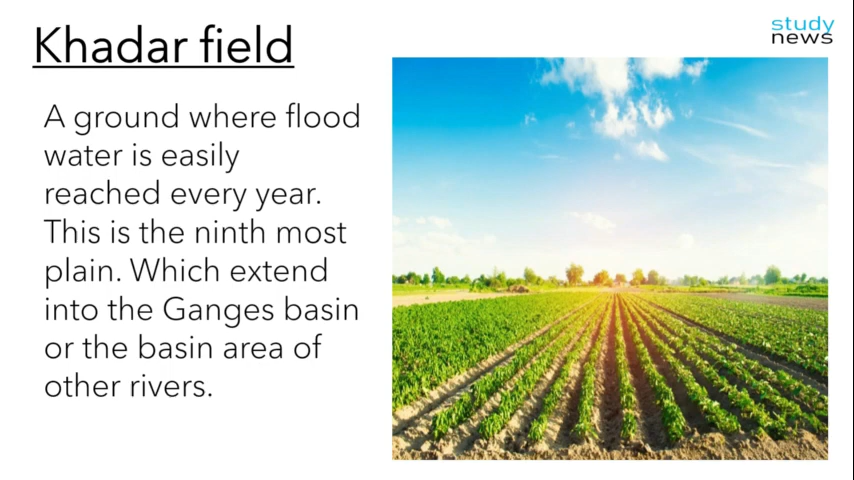 Khadar field
study
news
A ground where flood
water is easily
reached every year.
This is the ninth most
plain. Which extend
into the Ganges basin
or the basin area of
other rivers.